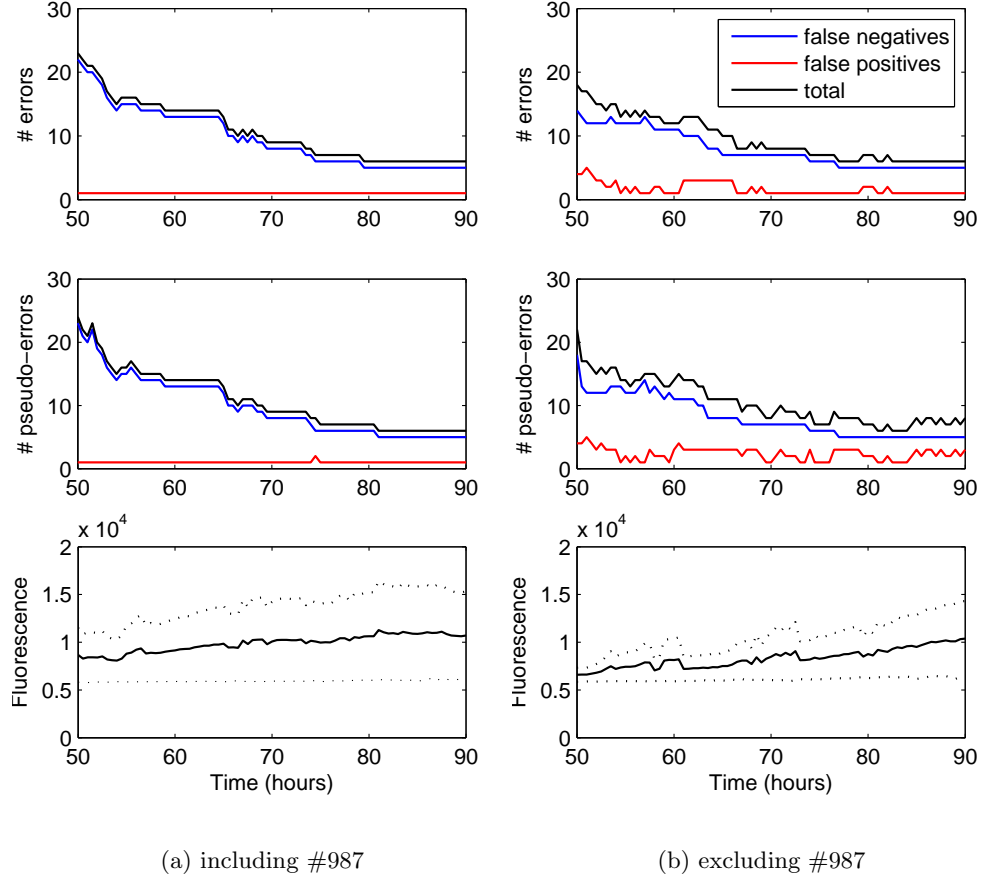 # errors
30
20
10
0
50 60 70 80 90
# errors
30
20
10
0
50 60 70 80 90
false negatives
false positives
total
# pseudo−errors
30
20
10
0
50 60 70 80 90
# pseudo−errors
30
20
10
0
50 60 70 80 90
x 10^4
Fluorescence
2
1.5
1
0.5
0
50 60 70 80 90
Time (hours)
x 10^4
Fluorescence
2
1.5
1
0.5
0
50 60 70 80 90
Time (hours)
(a) including #987
(b) excluding #987